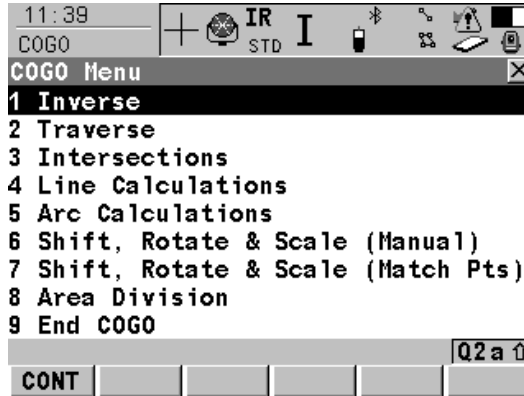 11:39
COGO
IR
STD
I
COGO Menu
1 Inverse
2 Traverse
3 Intersections
4 Line Calculations
5 Arc Calculations
6 Shift, Rotate & Scale (Manual)
7 Shift, Rotate & Scale (Match Pts)
8 Area Division
9 End COGO
Q2 a
CONT